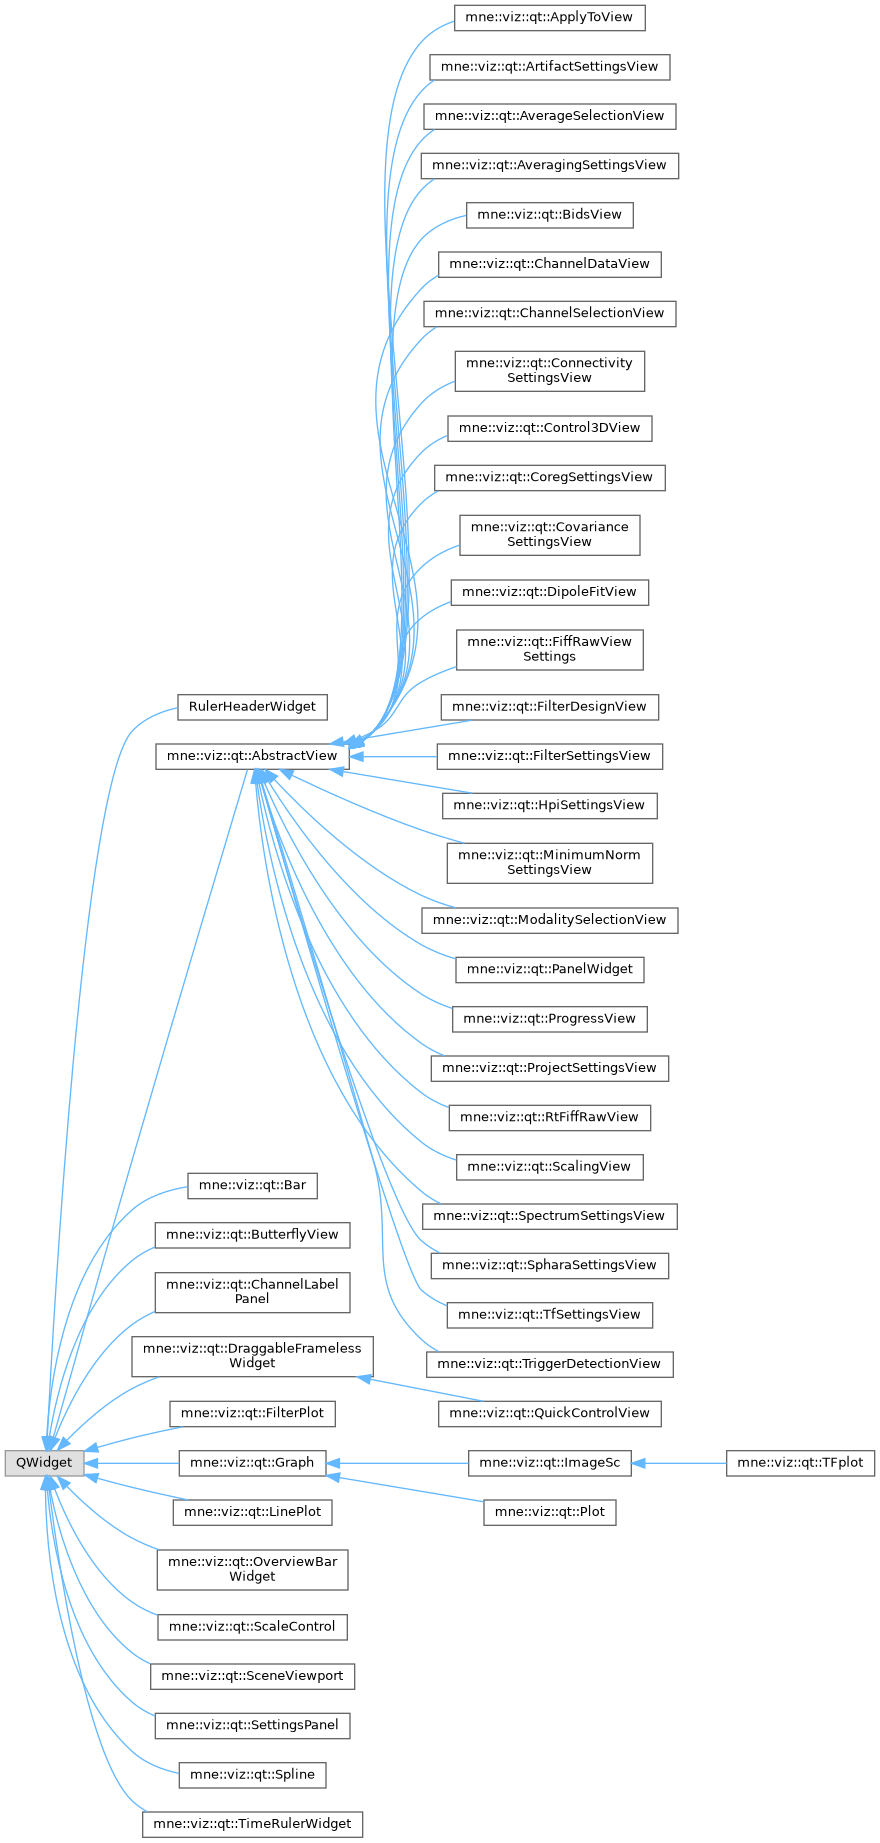 mne::viz::qt::ApplyToView
mne::viz::qt::ArtifactSettingsView
mne::viz::qt::AverageSelectionView
mne::viz::qt::AveragingSettingsView
mne::viz::qt::BidsView
mne::viz::qt::ChannelDataView
mne::viz::qt::ChannelSelectionView
mne::viz::qt::Connectivity
SettingsView
mne::viz::qt::Control3DView
mne::viz::qt::CoregSettingsView
mne::viz::qt::Covariance
SettingsView
mne::viz::qt::DipoleFitView
mne::viz::qt::FiffRawView
Settings
RulerHeaderWidget
mne::viz::qt::FilterDesignView
mne::viz::qt::AbstractView
mne::viz::qt::FilterSettingsView
mne::viz::qt::HpiSettingsView
mne::viz::qt::MinimumNorm
SettingsView
mne::viz::qt::ModalitySelectionView
mne::viz::qt::PanelWidget
mne::viz::qt::ProgressView
mne::viz::qt::ProjectSettingsView
mne::viz::qt::RtFiffRawView
mne::viz::qt::ScalingView
mne::viz::qt::Bar
mne::viz::qt::SpectrumSettingsView
mne::viz::qt::ButterflyView
mne::viz::qt::SpharaSettingsView
mne::viz::qt::ChannelLabel
Panel
mne::viz::qt::TfSettingsView
mne::viz::qt::DraggableFrameless
Widget
mne::viz::qt::TriggerDetectionView
mne::viz::qt::FilterPlot
mne::viz::qt::QuickControlView
QWidget
mne::viz::qt::Graph
mne::viz::qt::ImageSc
mne::viz::qt::TFplot
mne::viz::qt::LinePlot
mne::viz::qt::Plot
mne::viz::qt::OverviewBar
Widget
mne::viz::qt::ScaleControl
mne::viz::qt::SceneViewport
mne::viz::qt::SettingsPanel
mne::viz::qt::Spline
mne::viz::qt::TimeRulerWidget